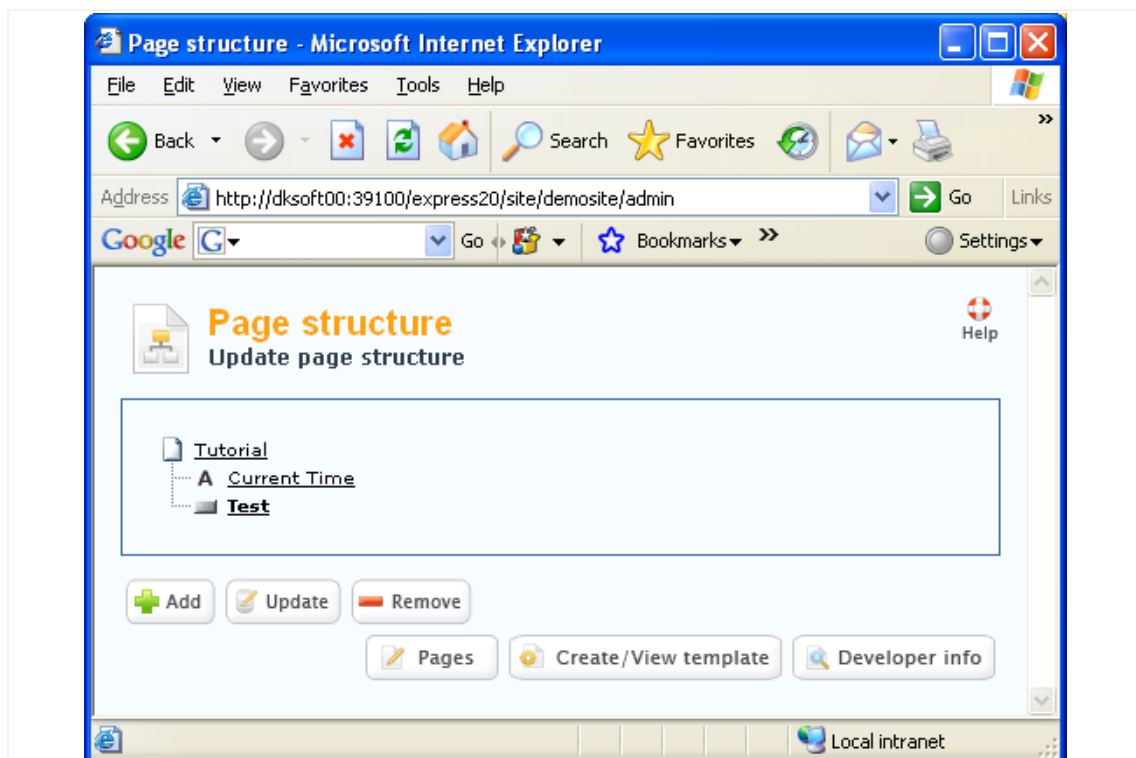 Page structure - Microsoft Internet Explorer
File Edit View Favorites Tools Help
Back Search Favorites »
Address http://dksoft00:39100/express20/site/demosite/admin Go Links
Google G Go Bookmarks » Settings
Page structure
Help
Update page structure
Tutorial
A Current Time
Test
Add Update Remove
Pages Create/View template Developer info
Local intranet